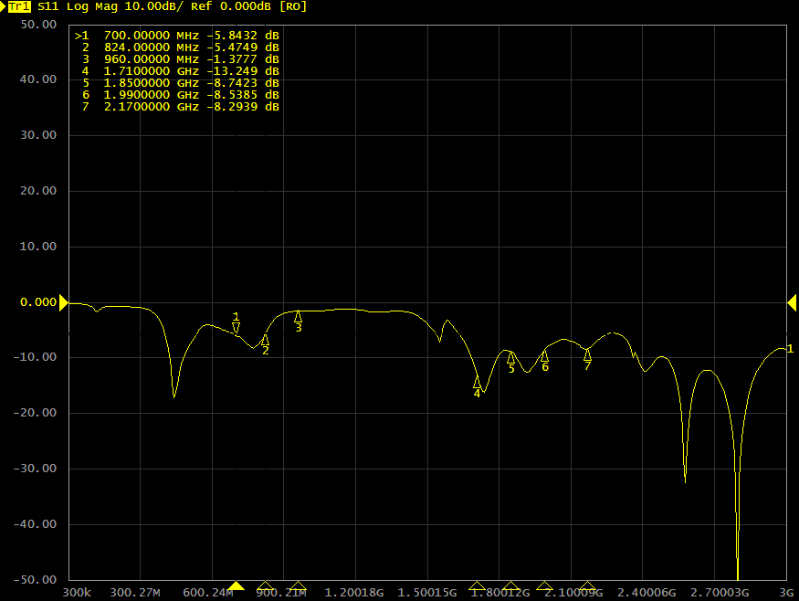 Tr1 S11 Log Mag 10.00dB/ Ref 0.000dB [RO]
50.00
>1 700.00000 MHz -5.8432 dB
2 824.00000 MHz -5.4749 dB
3 960.00000 MHz -1.3777 dB
4 1.7100000 GHz -13.249 dB
5 1.8500000 GHz -8.7423 dB
6 1.9900000 GHz -8.5385 dB
7 2.1700000 GHz -8.2939 dB
40.00
30.00
20.00
10.00
0.000
1
3
2
-10.00
4
5
6
7
1
-20.00
-30.00
-40.00
-50.00
300k 300.27M 600.24M 900.21M 1.20018G 1.50015G 1.80012G 2.10009G 2.40006G 2.70003G 3G